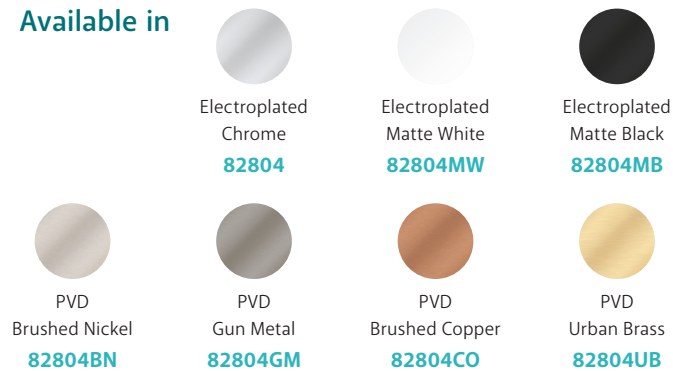 Available in
Electroplated
Chrome
82804
Electroplated
Matte White
82804MW
Electroplated
Matte Black
82804MB
PVD
Brushed Nickel
82804BN
PVD
Gun Metal
82804GM
PVD
Brushed Copper
82804CO
PVD
Urban Brass
82804UB